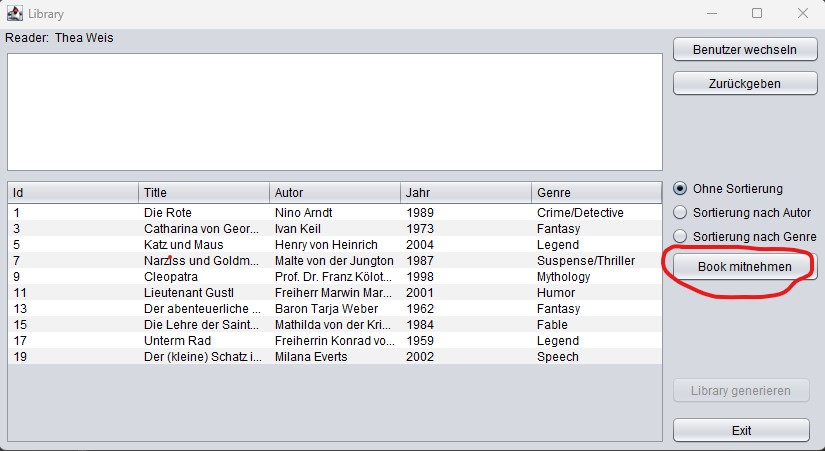 Library
Reader: Thea Weis
Benutzer wechseln
Zurückgeben
Id Title Autor Jahr Genre
1 Die Rote Nino Arndt 1989 Crime/Detective
3 Catharina von Geor... Ivan Keil 1973 Fantasy
5 Katz und Maus Henry von Heinrich 2004 Legend
7 Narziss und Goldm... Malte von der Jungton 1987 Suspense/Thriller
9 Cleopatra Prof. Dr. Franz Kölot... 1998 Mythology
11 Lieutenant Gustl Freiherr Marwin Mar... 2001 Humor
13 Der abenteuerliche ... Baron Tarja Weber 1962 Fantasy
15 Die Lehre der Saint... Mathilda von der Kri... 1984 Fable
17 Unterm Rad Freiherrin Konrad vo... 1959 Legend
19 Der (kleine) Schatz i... Milana Everts 2002 Speech
Ohne Sortierung
Sortierung nach Autor
Sortierung nach Genre
Book mitnehmen
Library generieren
Exit